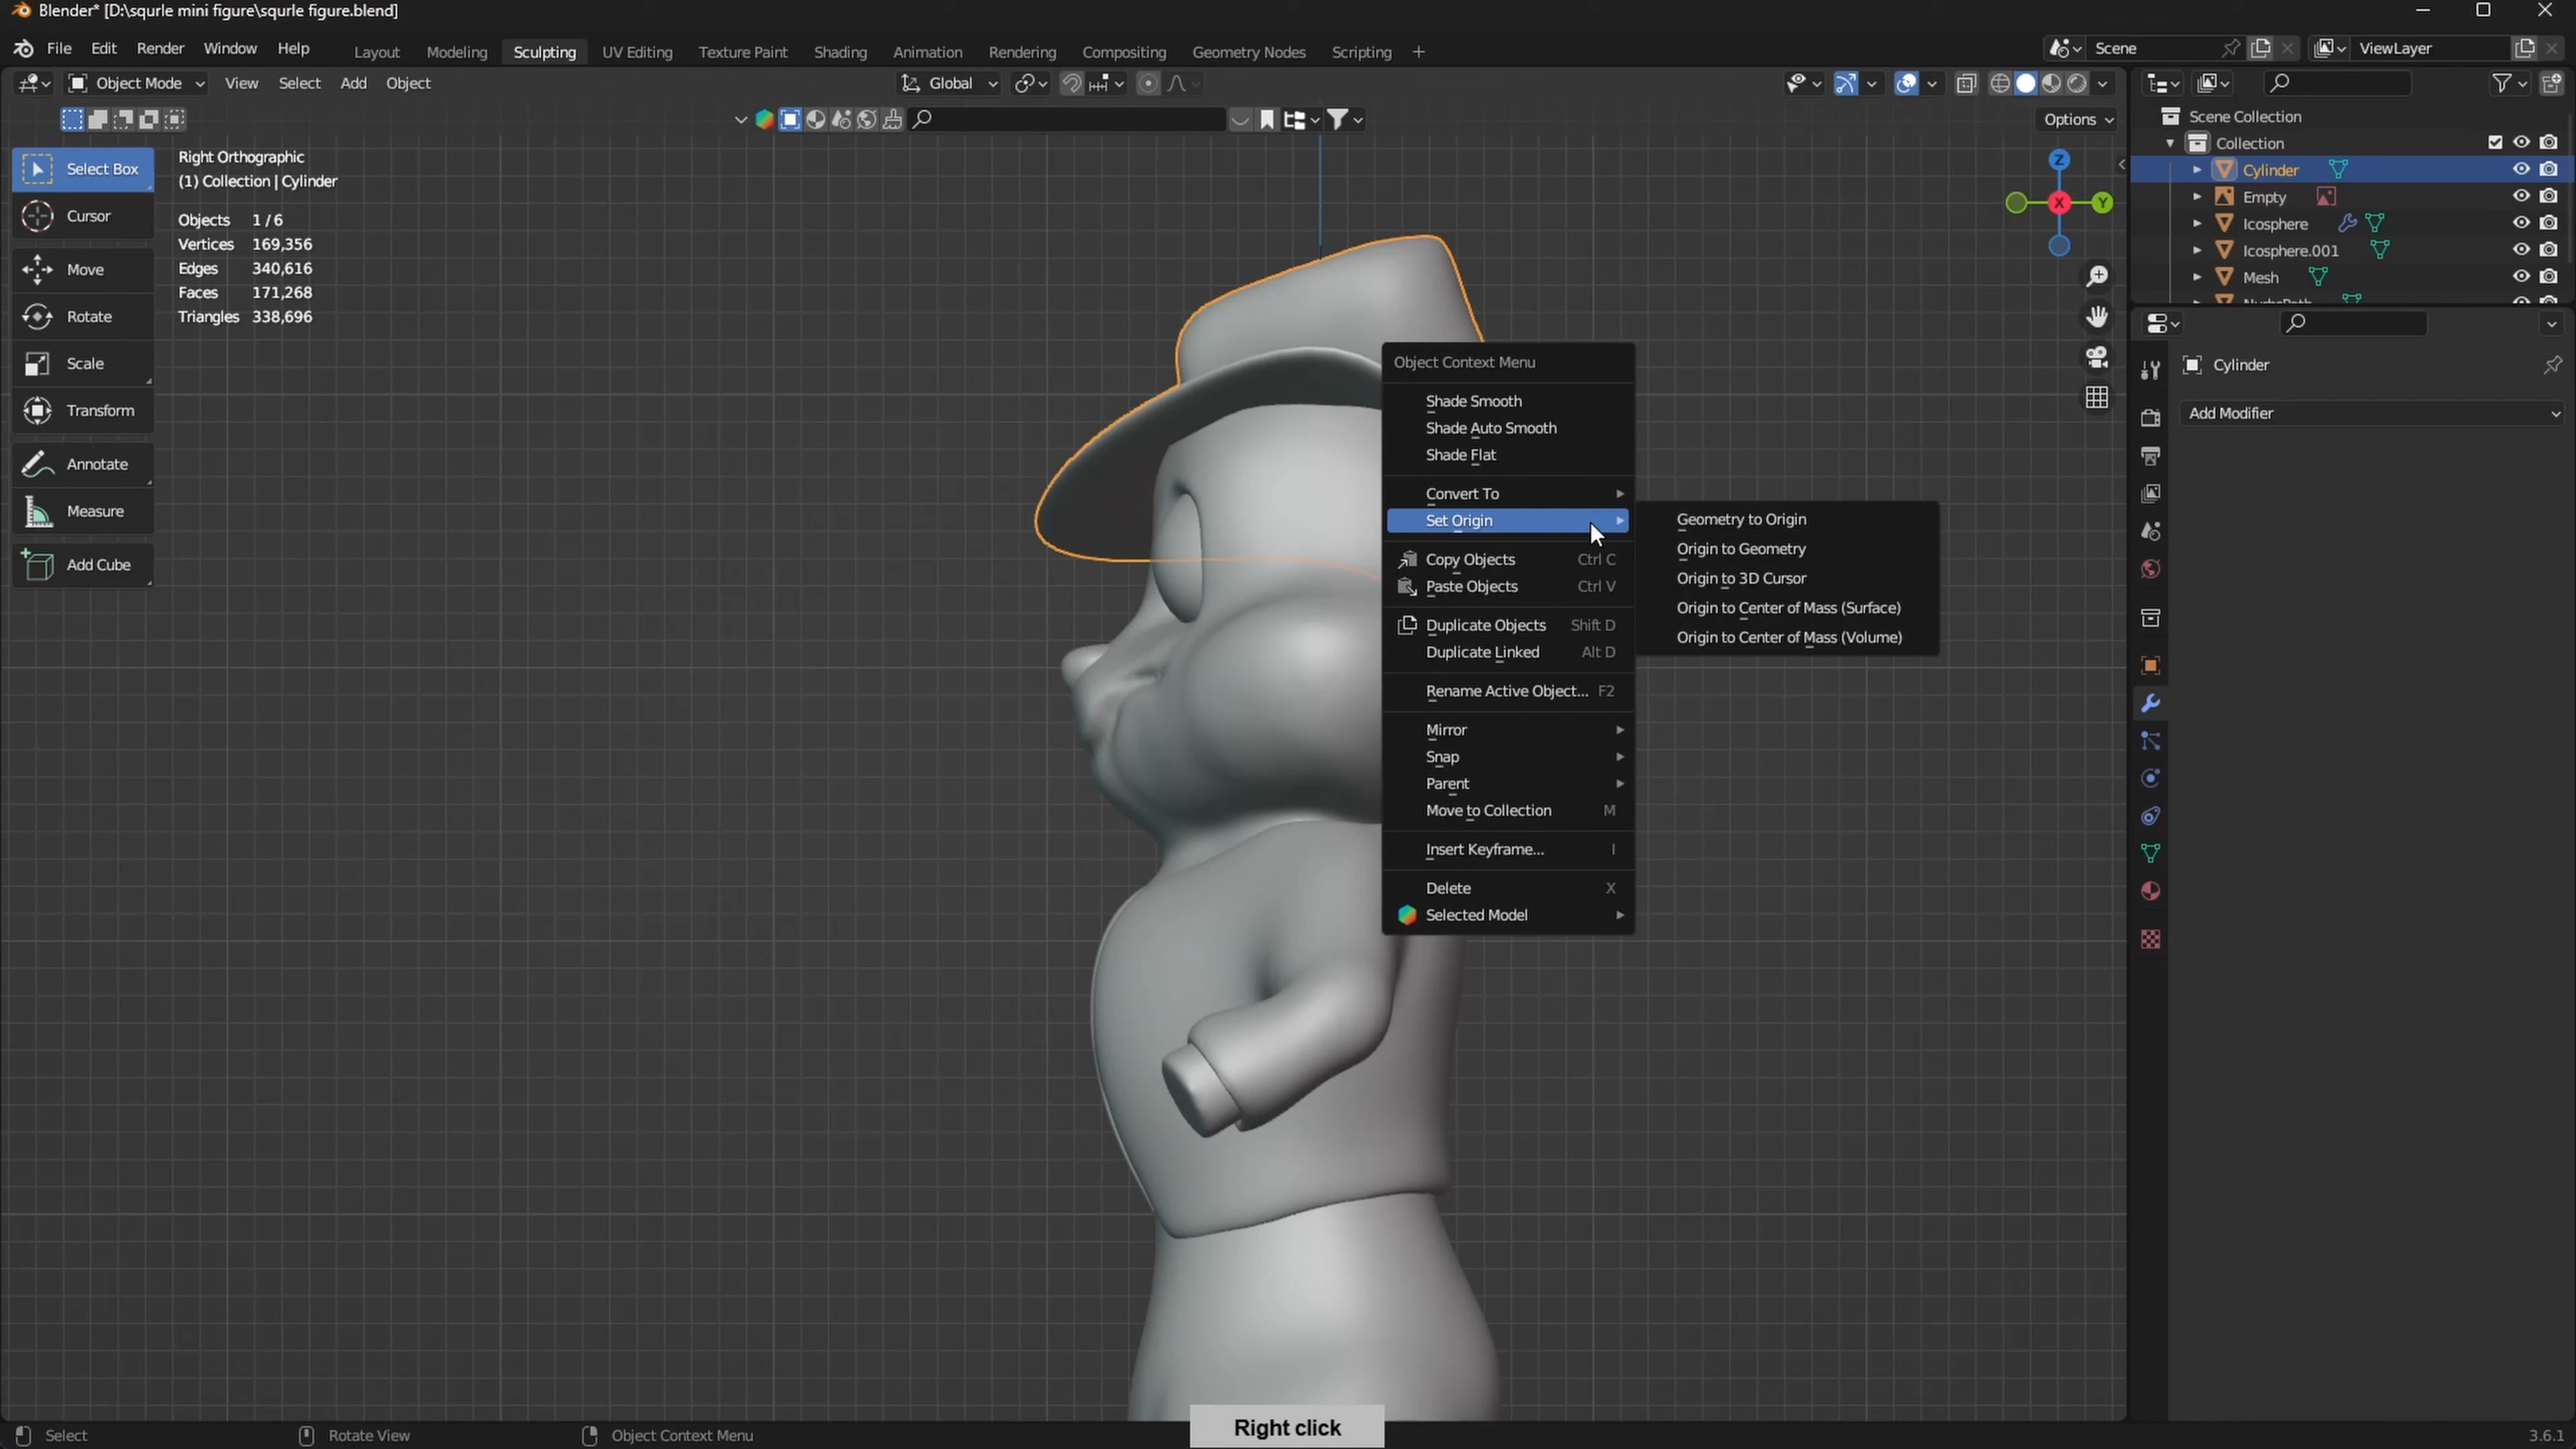 Blender* [D:\squrle mini figure\squrle figure.blend]
File Edit Render Window Help Layout Modeling Sculpting UV Editing Texture Paint Shading Animation Rendering Compositing Geometry Nodes Scripting + Scene ViewLayer
Object Mode View Select Add Object Global
Options
Select Box
Cursor
Move
Rotate
Scale
Transform
Annotate
Measure
Add Cube
Right Orthographic
(1) Collection | Cylinder
Objects 1 / 6
Vertices 169,356
Edges 340,616
Faces 171,268
Triangles 338,696
Z
X
Y
Object Context Menu
Shade Smooth
Shade Auto Smooth
Shade Flat
Convert To
Set Origin
Copy Objects Ctrl C
Paste Objects Ctrl V
Duplicate Objects Shift D
Duplicate Linked Alt D
Rename Active Object... F2
Mirror
Snap
Parent
Move to Collection M
Insert Keyframe... I
Delete X
Selected Model
Geometry to Origin
Origin to Geometry
Origin to 3D Cursor
Origin to Center of Mass (Surface)
Origin to Center of Mass (Volume)
Scene Collection
Collection
Cylinder
Empty
Icosphere
Icosphere.001
Mesh
NurbsPath
Cylinder
Add Modifier
Right click
Select Rotate View Object Context Menu 3.6.1